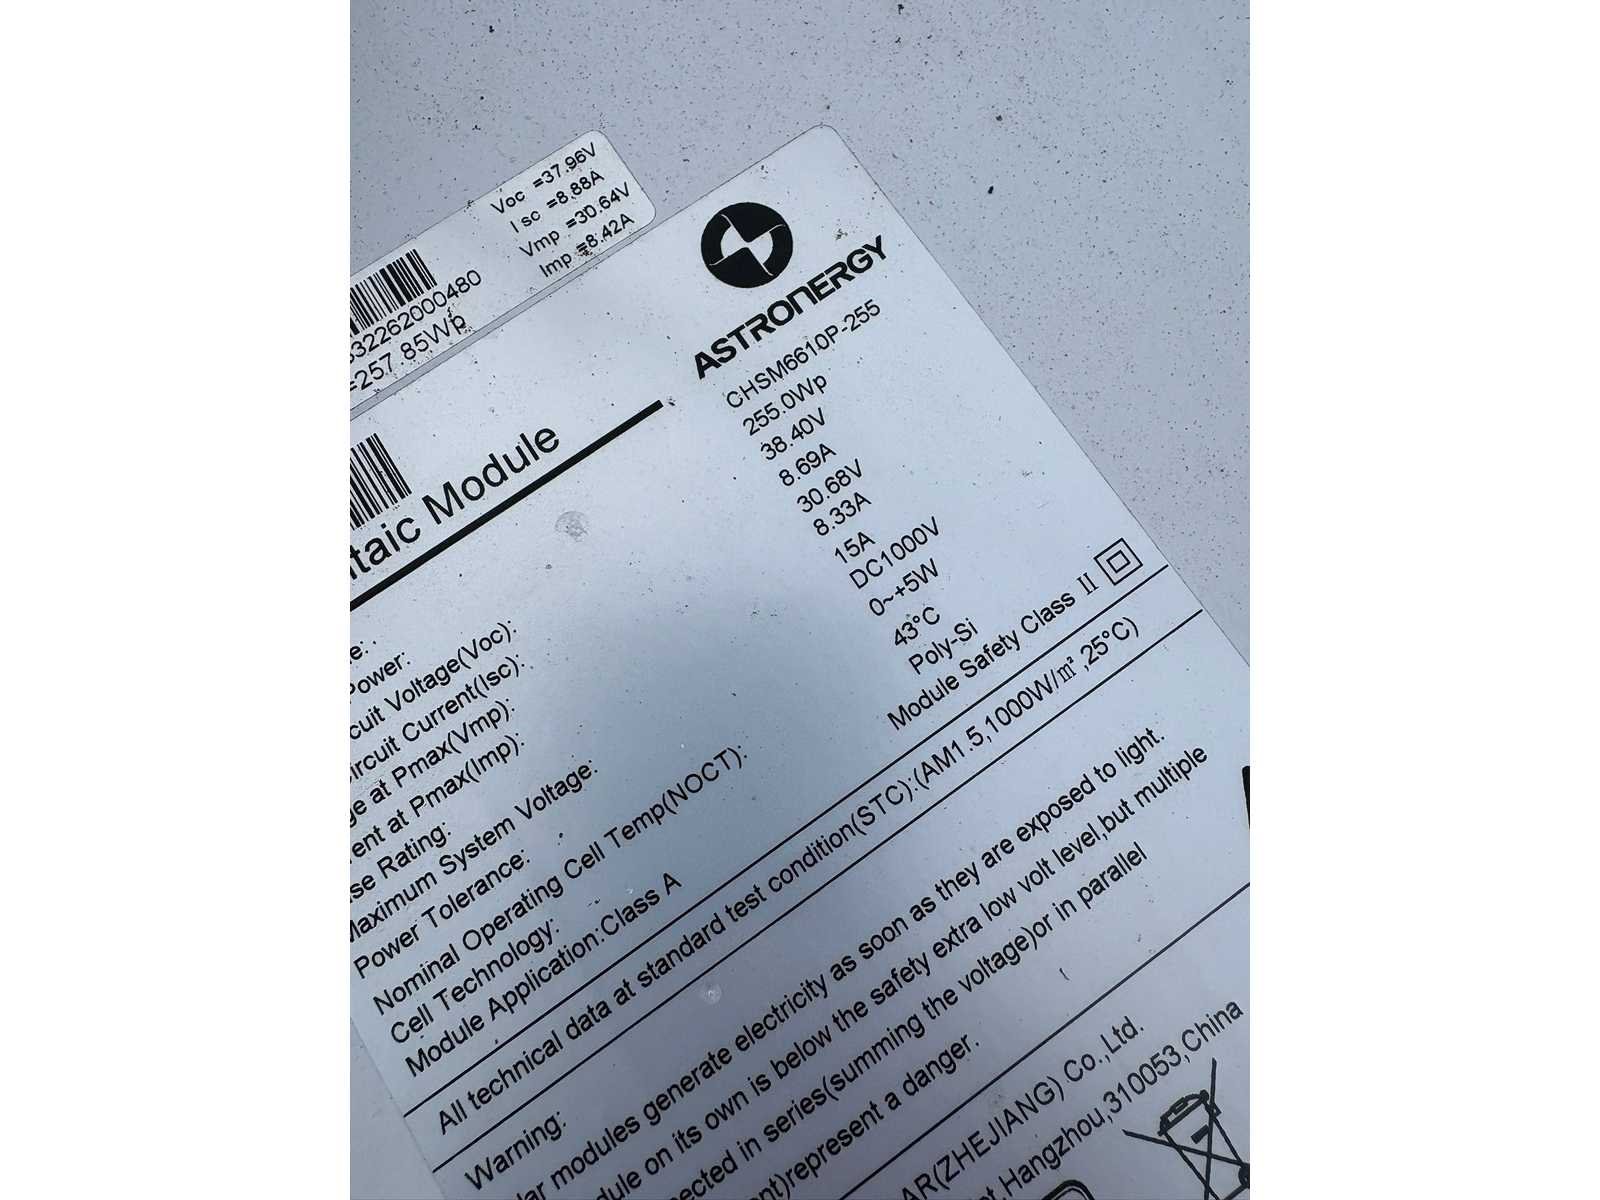 Voc =37.96V
Isc =8.88A
Vmp =30.64V
Imp =8.42A
32262000480
=257.85Wp
ASTRONERGY
taic Module
CHSM6610P-255
Power: 255.0Wp
cuit Voltage(Voc): 38.40V
ircuit Current(Isc): 8.69A
ge at Pmax(Vmp): 30.68V
ent at Pmax(Imp): 8.33A
se Rating: 15A
Maximum System Voltage: DC1000V
Power Tolerance: 0~+5W
Nominal Operating Cell Temp(NOCT): 43°C
Cell Technology: Poly-Si
Module Application:Class A Module Safety Class II
All technical data at standard test condition(STC):(AM1.5,1000W/㎡,25°C)
Warning:
lar modules generate electricity as soon as they are exposed to light.
dule on its own is below the safety extra low volt level,but multiple
nected in series(summing the voltage)or in parallel
nt)represent a danger.
AR(ZHEJIANG) Co.,Ltd.
ct,Hangzhou,310053,China